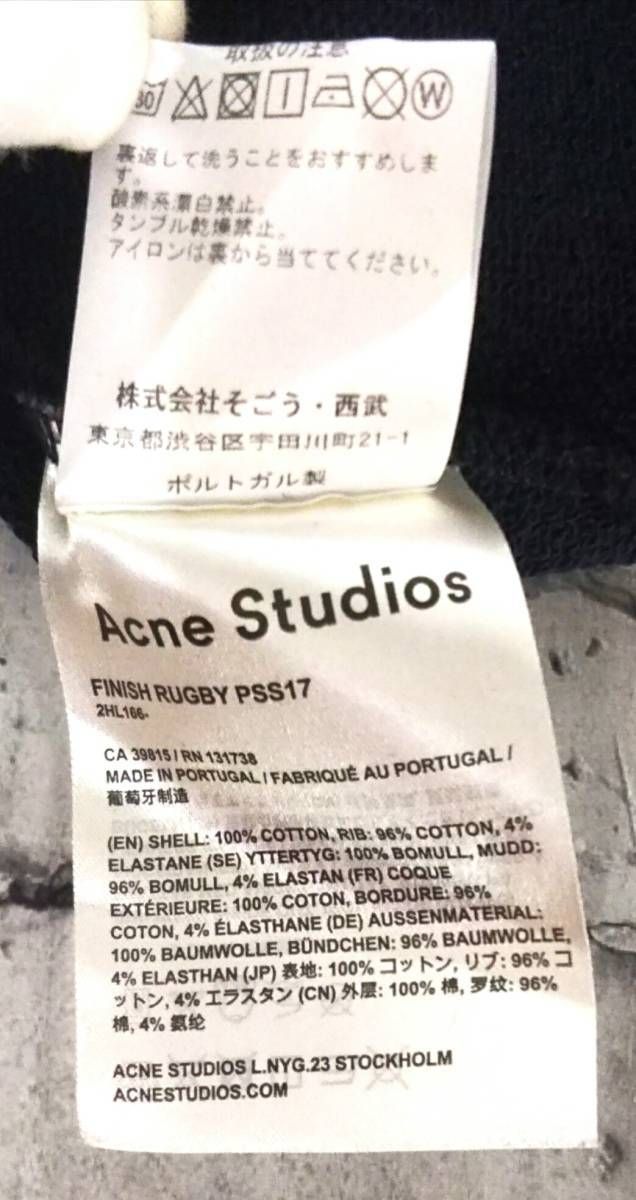 取扱の注意
30 W
裏返して洗うことをおすすめしま
す。
酸素系漂白禁止。
タンブル乾燥禁止。
アイロンは裏から当ててください。
株式会社そごう・西武
東京都渋谷区宇田川町21-1
ポルトガル製
Acne Studios
FINISH RUGBY PSS17
2HL166-
CA 39815 / RN 131738
MADE IN PORTUGAL / FABRIQUÉ AU PORTUGAL /
葡萄牙制造
(EN) SHELL: 100% COTTON, RIB: 96% COTTON, 4%
ELASTANE (SE) YTTERTYG: 100% BOMULL, MUDD:
96% BOMULL, 4% ELASTAN (FR) COQUE
EXTÉRIEURE: 100% COTON, BORDURE: 96%
COTON, 4% ÉLASTHANE (DE) AUSSENMATERIAL:
100% BAUMWOLLE, BÜNDCHEN: 96% BAUMWOLLE,
4% ELASTHAN (JP) 表地: 100% コットン, リブ: 96% コ
ットン, 4% エラスタン (CN) 外层: 100% 棉, 罗纹: 96%
棉, 4% 氨纶
ACNE STUDIOS L.NYG.23 STOCKHOLM
ACNESTUDIOS.COM